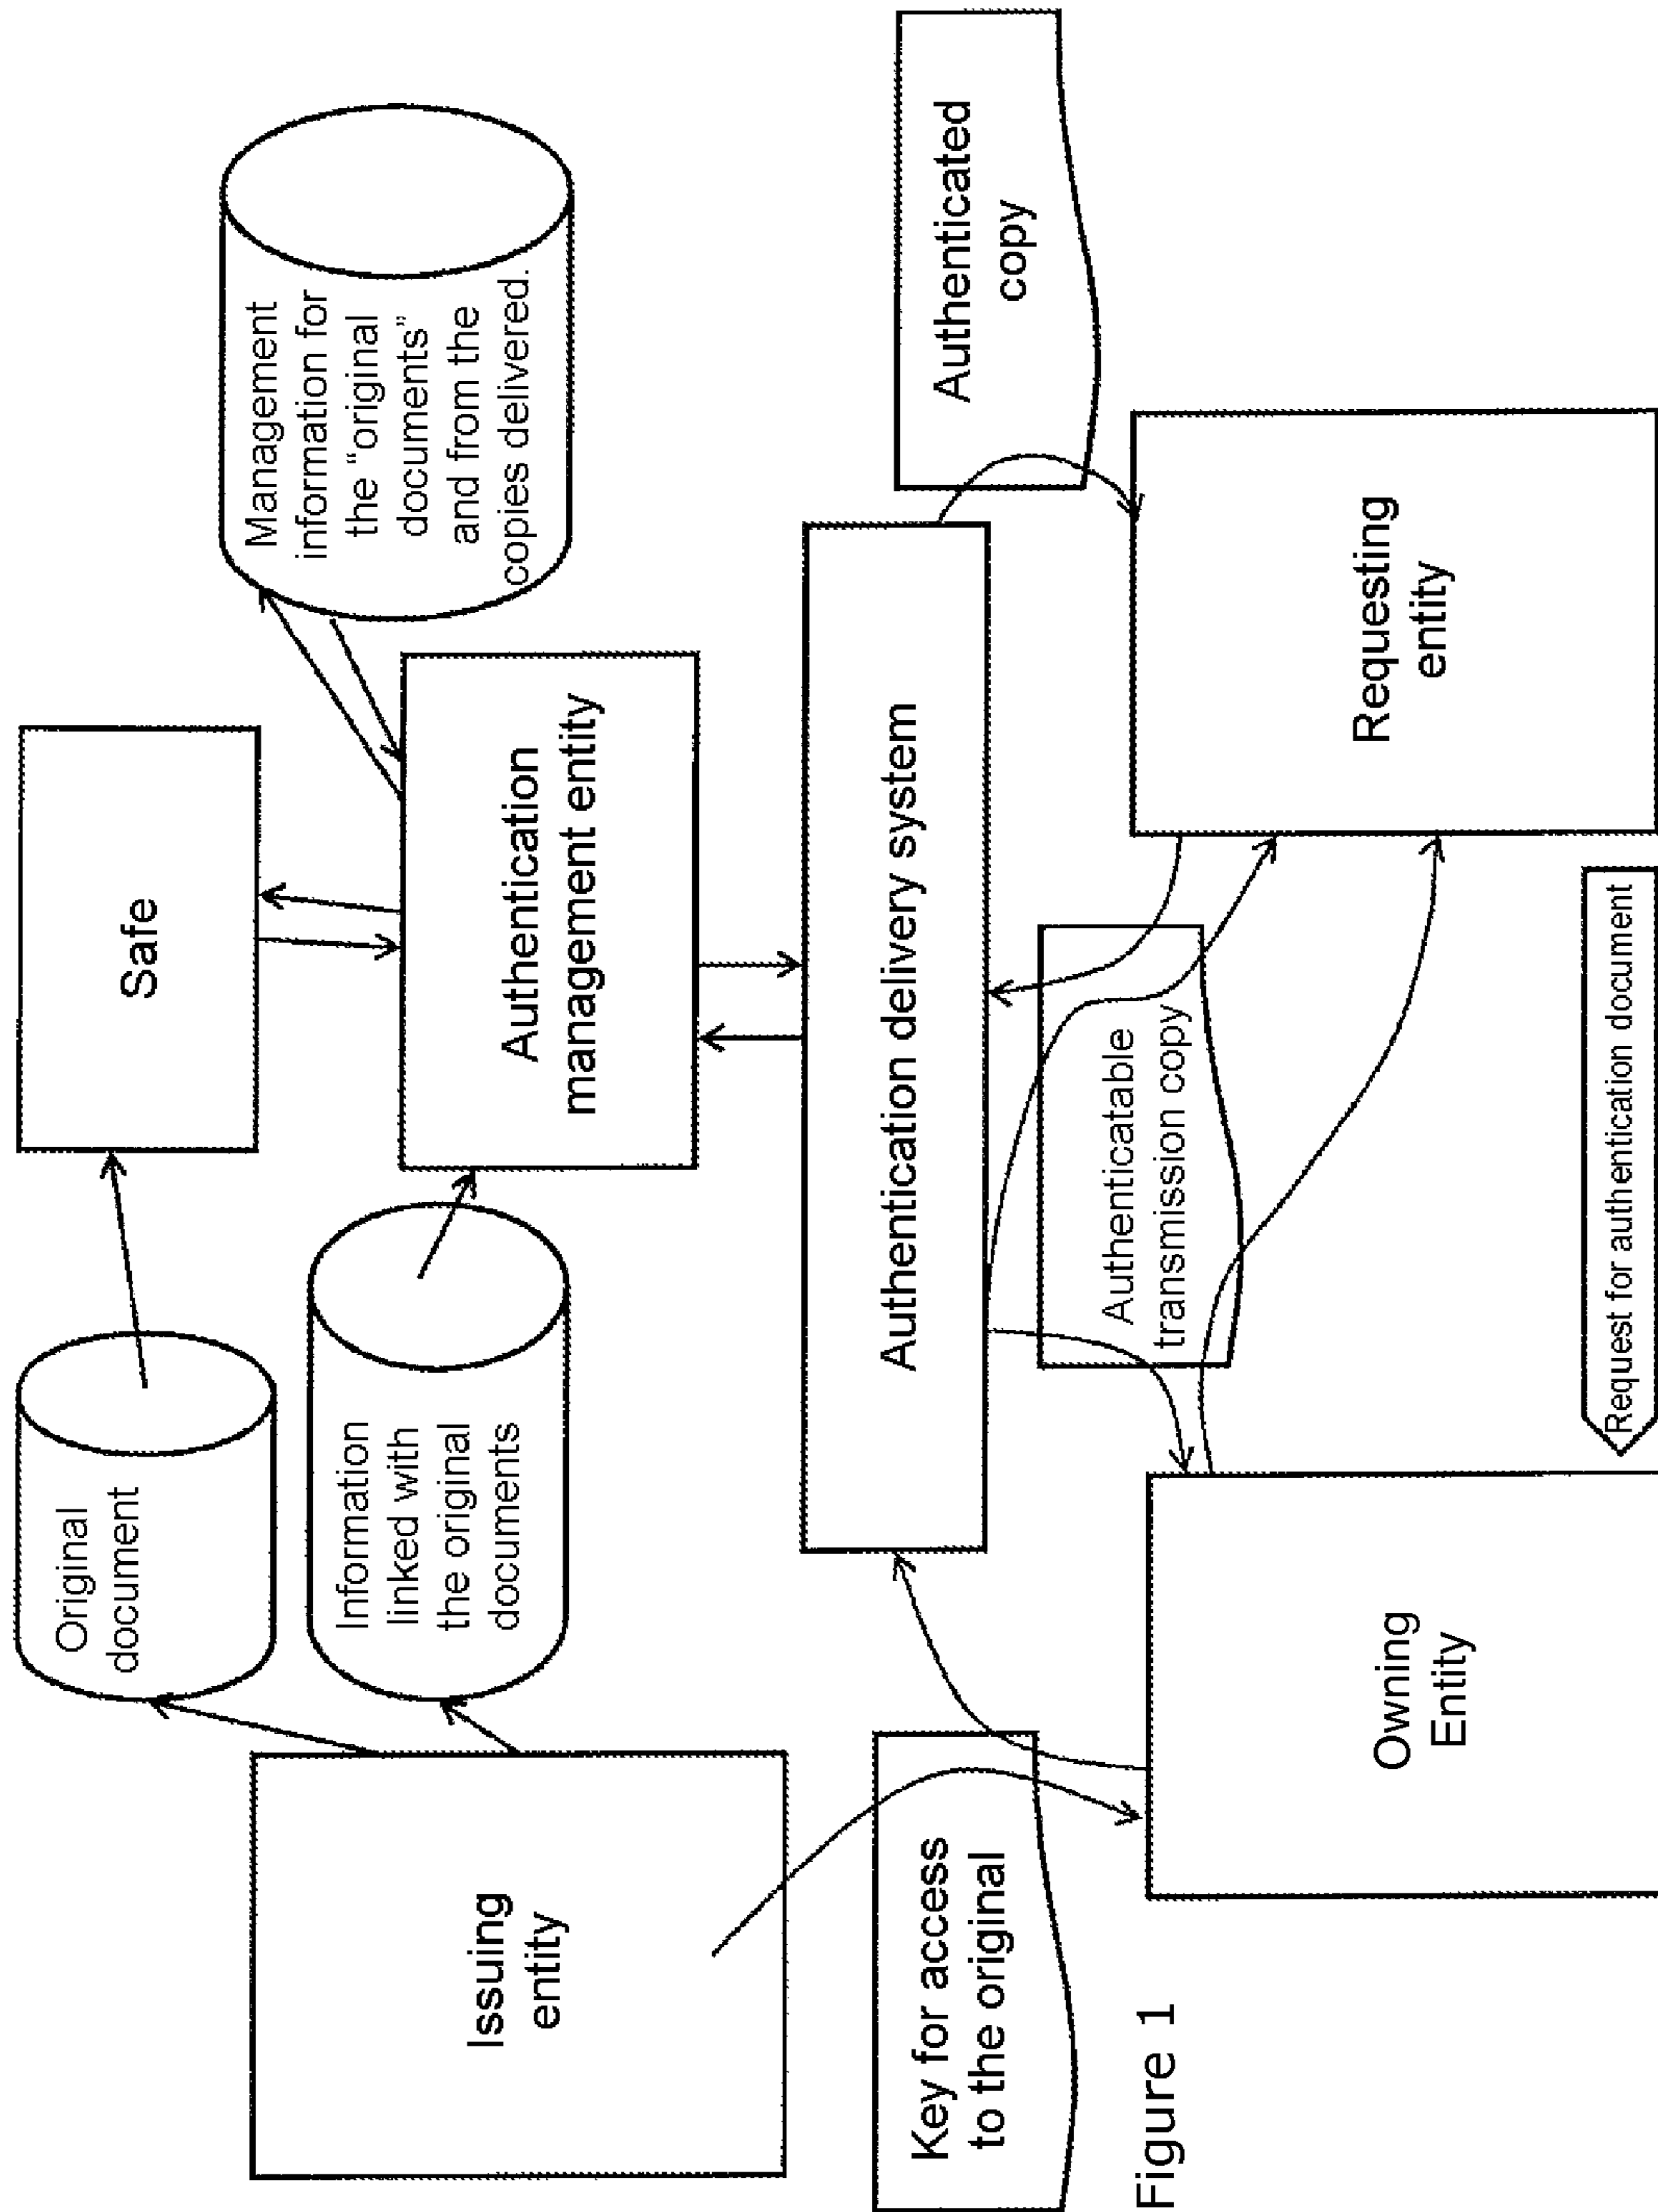 Original
document
Safe
Information
linked with
the original
documents
Issuing
entity
Authentication
management entity
Management
information for
the “original
documents”
and from the
copies delivered.
Authentication delivery system
Key for access
to the original
Authenticatable
transmission copy
Authenticated
copy
Owning
Entity
Requesting
entity
Request for authentication document
Figure 1